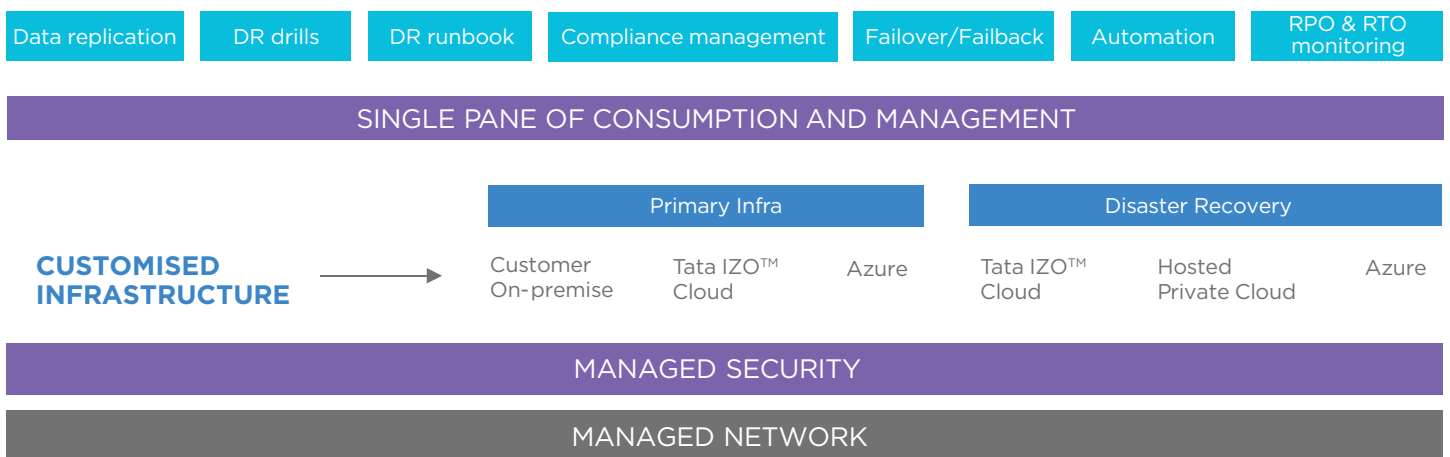 Data replication
DR drills
DR runbook
Compliance management
Failover/Failback
Automation
RPO & RTO
monitoring
SINGLE PANE OF CONSUMPTION AND MANAGEMENT
Primary Infra
Disaster Recovery
CUSTOMISED
INFRASTRUCTURE
Customer
On-premise
Tata IZO™
Cloud
Azure
Tata IZO™
Cloud
Hosted
Private Cloud
Azure
MANAGED SECURITY
MANAGED NETWORK